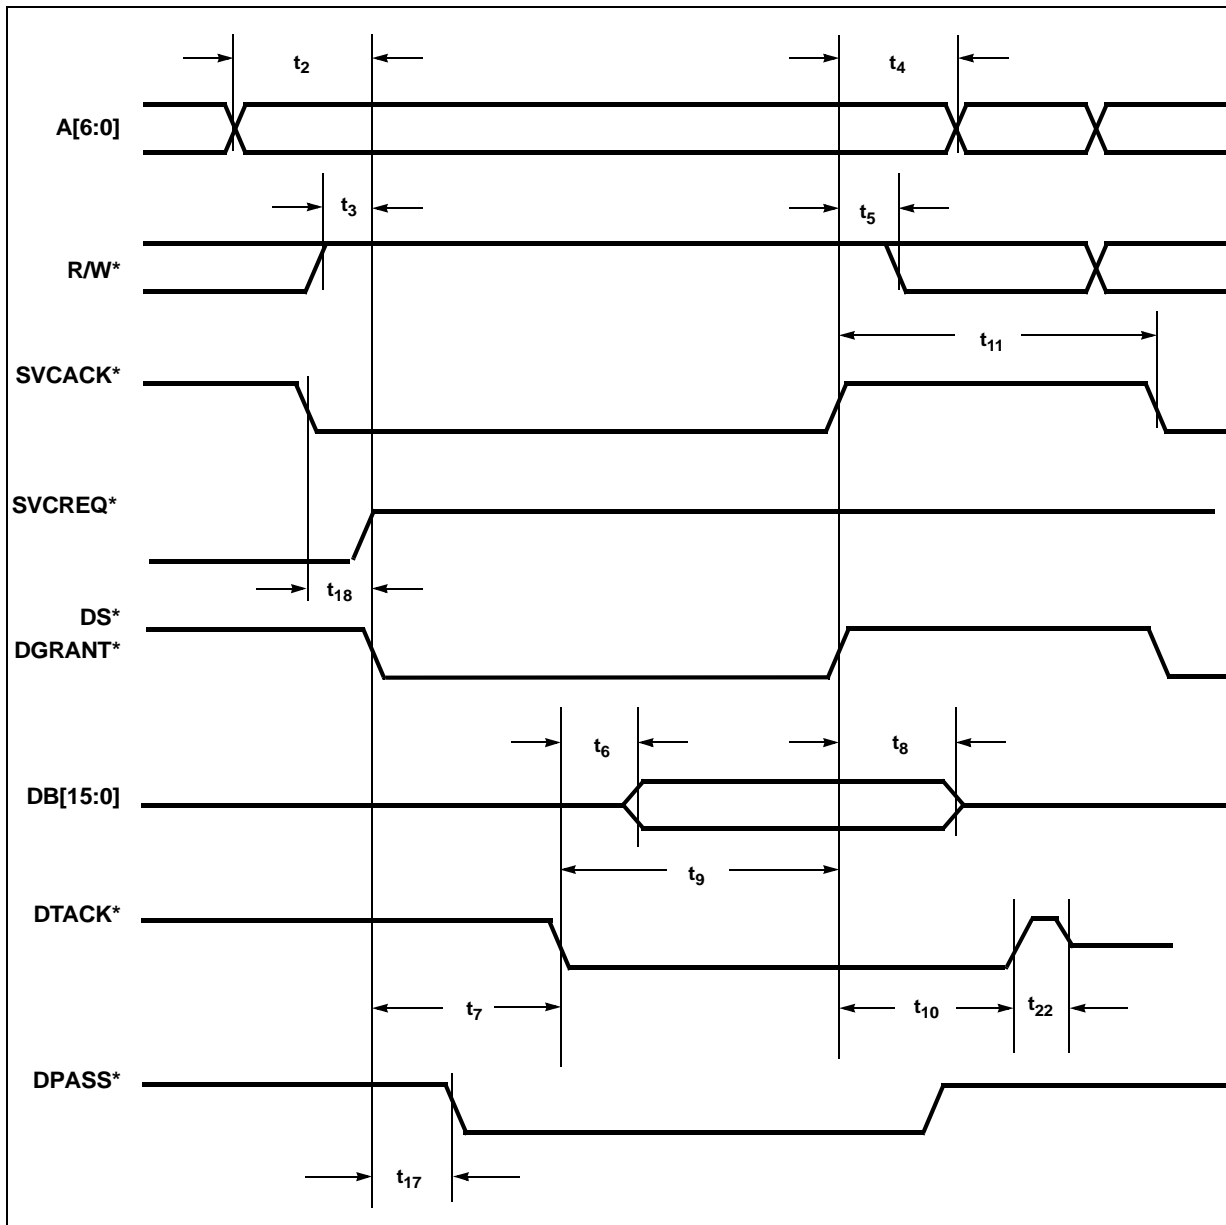 t2
t4
A[6:0]
t3
t5
R/W*
t11
SVCACK*
SVCREQ*
t18
DS*
DGRANT*
t6
t8
DB[15:0]
t9
DTACK*
t7
t10
t22
DPASS*
t17